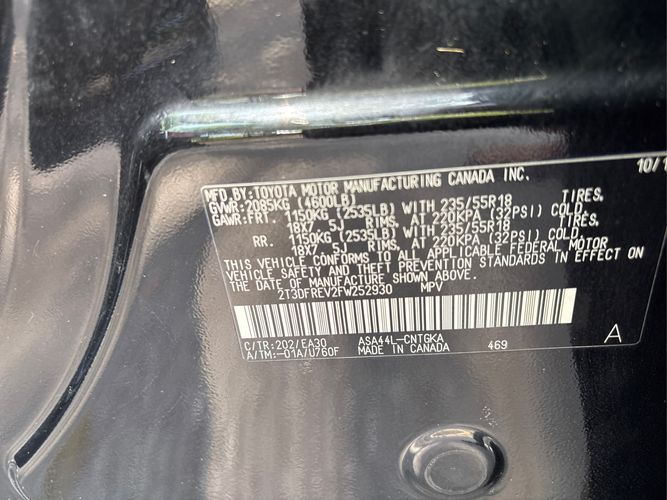 MFD BY:TOYOTA MOTOR MANUFACTURING CANADA INC. 10/1
GVWR:2085KG (4600LB)
GAWR:FRT. 1150KG (2535LB) WITH 235/55R18 TIRES,
18X7. 5J RIMS, AT 220KPA (32PSI) COLD.
RR. 1150KG (2535LB) WITH 235/55R18 TIRES,
18X7. 5J RIMS, AT 220KPA (32PSI) COLD.
THIS VEHICLE CONFORMS TO ALL APPLICABLE FEDERAL MOTOR
VEHICLE SAFETY AND THEFT PREVENTION STANDARDS IN EFFECT ON
THE DATE OF MANUFACTURE SHOWN ABOVE.
2T3DFREV2FW252930 MPV
C/TR:202/EA30 ASA44L-CNTGKA A
A/TM:-01A/U760F MADE IN CANADA 469